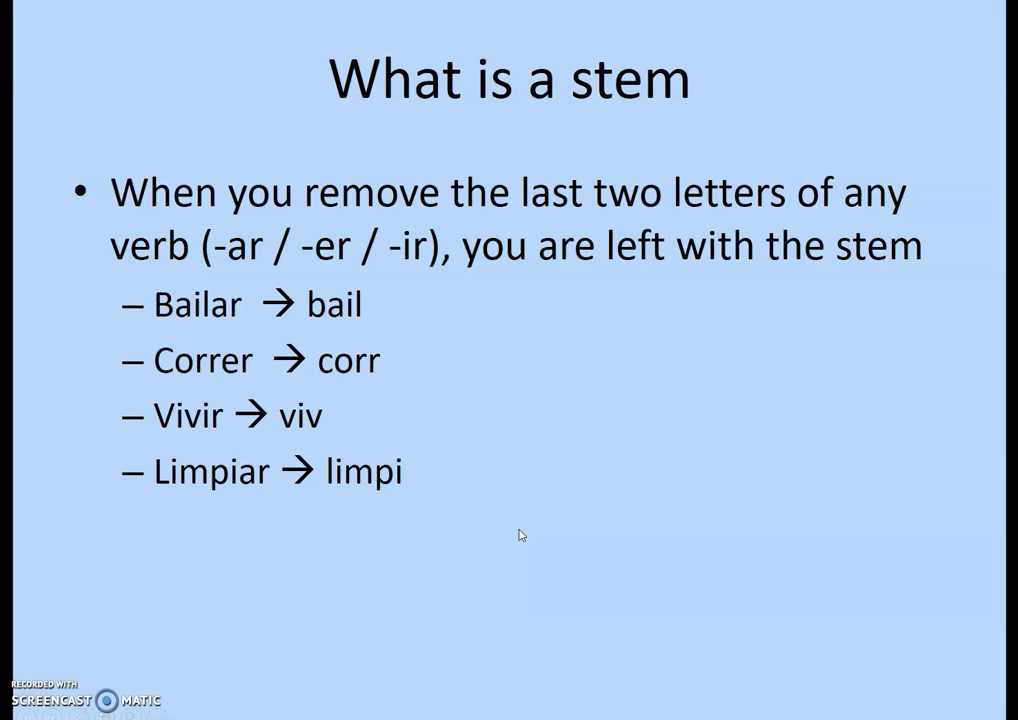 What is a stem
• When you remove the last two letters of any
verb (-ar / -er / -ir), you are left with the stem
– Bailar → bail
– Correr → corr
– Vivir → viv
– Limpiar → limpi
RECORDED WITH
SCREENCAST MATIC